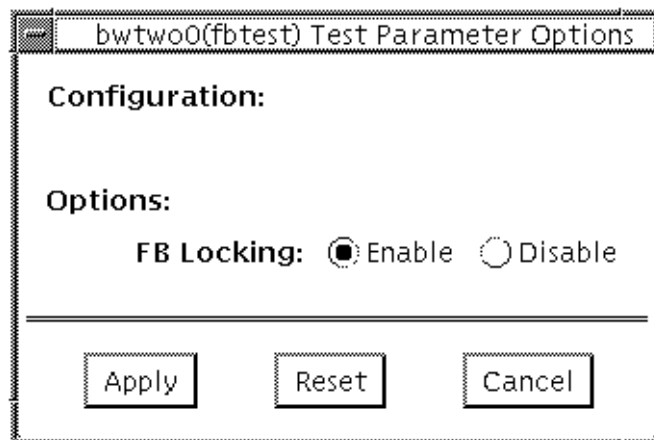 bwtwo0(fbtest) Test Parameter Options
Configuration:
Options:
FB Locking: Enable Disable
Apply Reset Cancel